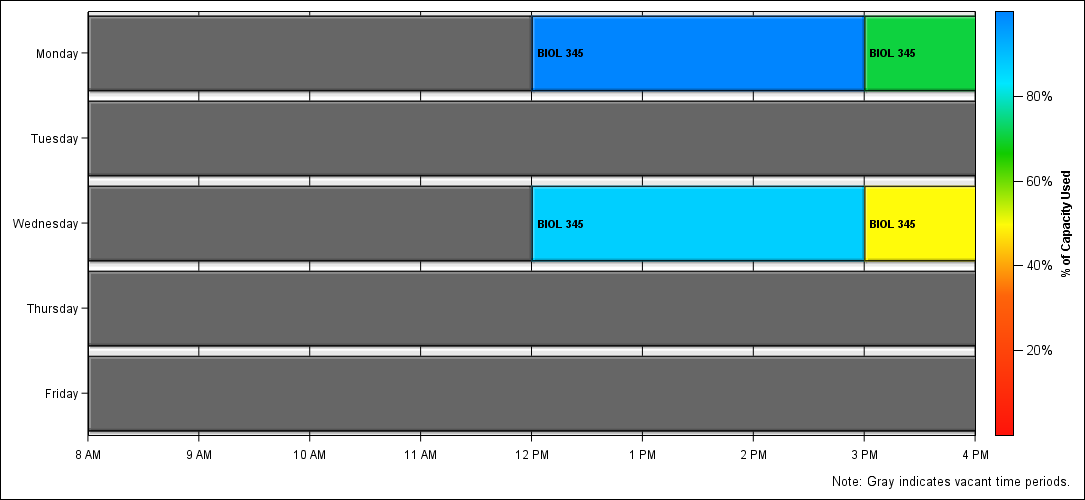 Monday
BIOL 345
BIOL 345
80%
Tuesday
60%
% of Capacity Used
Wednesday
BIOL 345
BIOL 345
40%
Thursday
20%
Friday
8 AM 9 AM 10 AM 11 AM 12 PM 1 PM 2 PM 3 PM 4 PM
Note: Gray indicates vacant time periods.